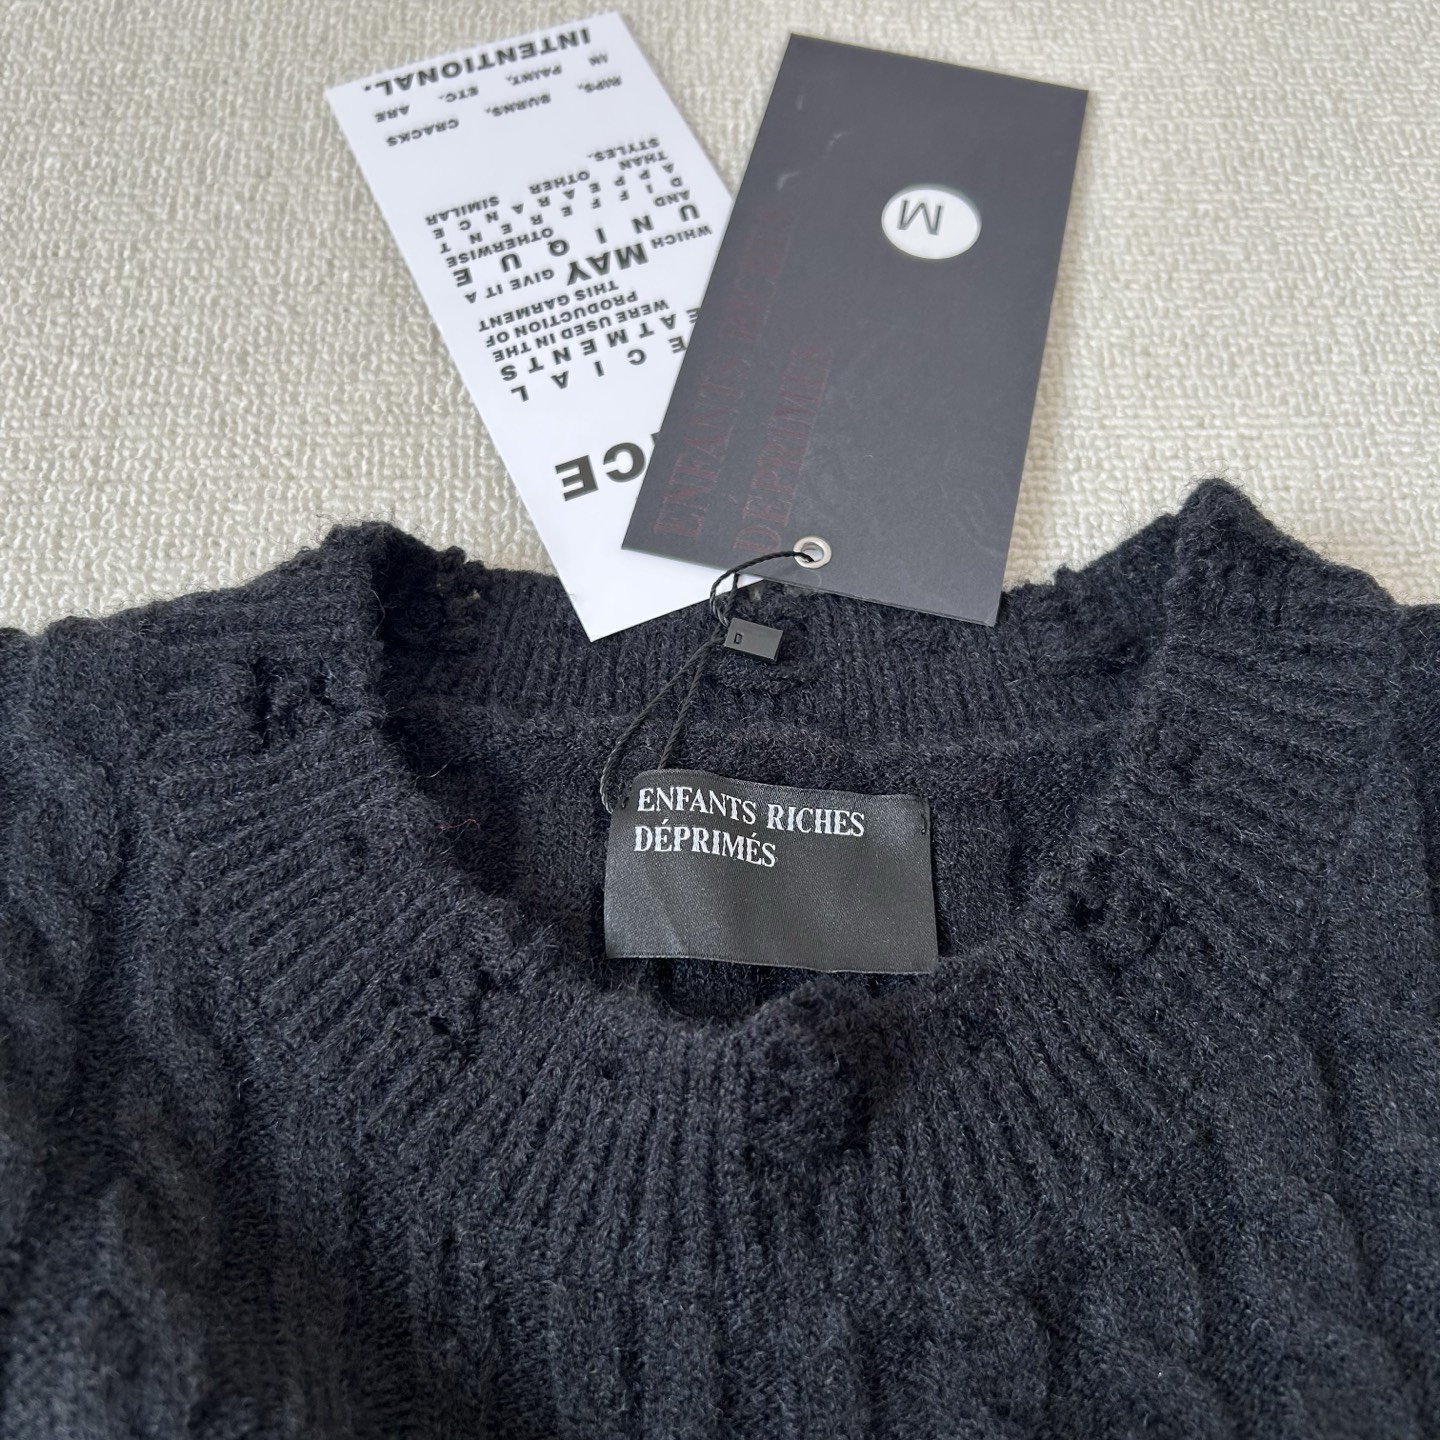 ENFANTS RICHES
DÉPRIMÉS
M
ENFANTS RICHES
DÉPRIMÉS
D
CE
CIAL
EATMENTS
WERE USED IN THE
PRODUCTION OF
THIS GARMENT
WHICH MAY GIVE IT A
UNIQUE
AND OTHERWISE
DIFFERENT
APPEARANCE
THAN OTHER SIMILAR
STYLES.
RIPS, BURNS, CRACKS
IN PAINT, ETC. ARE
INTENTIONAL.